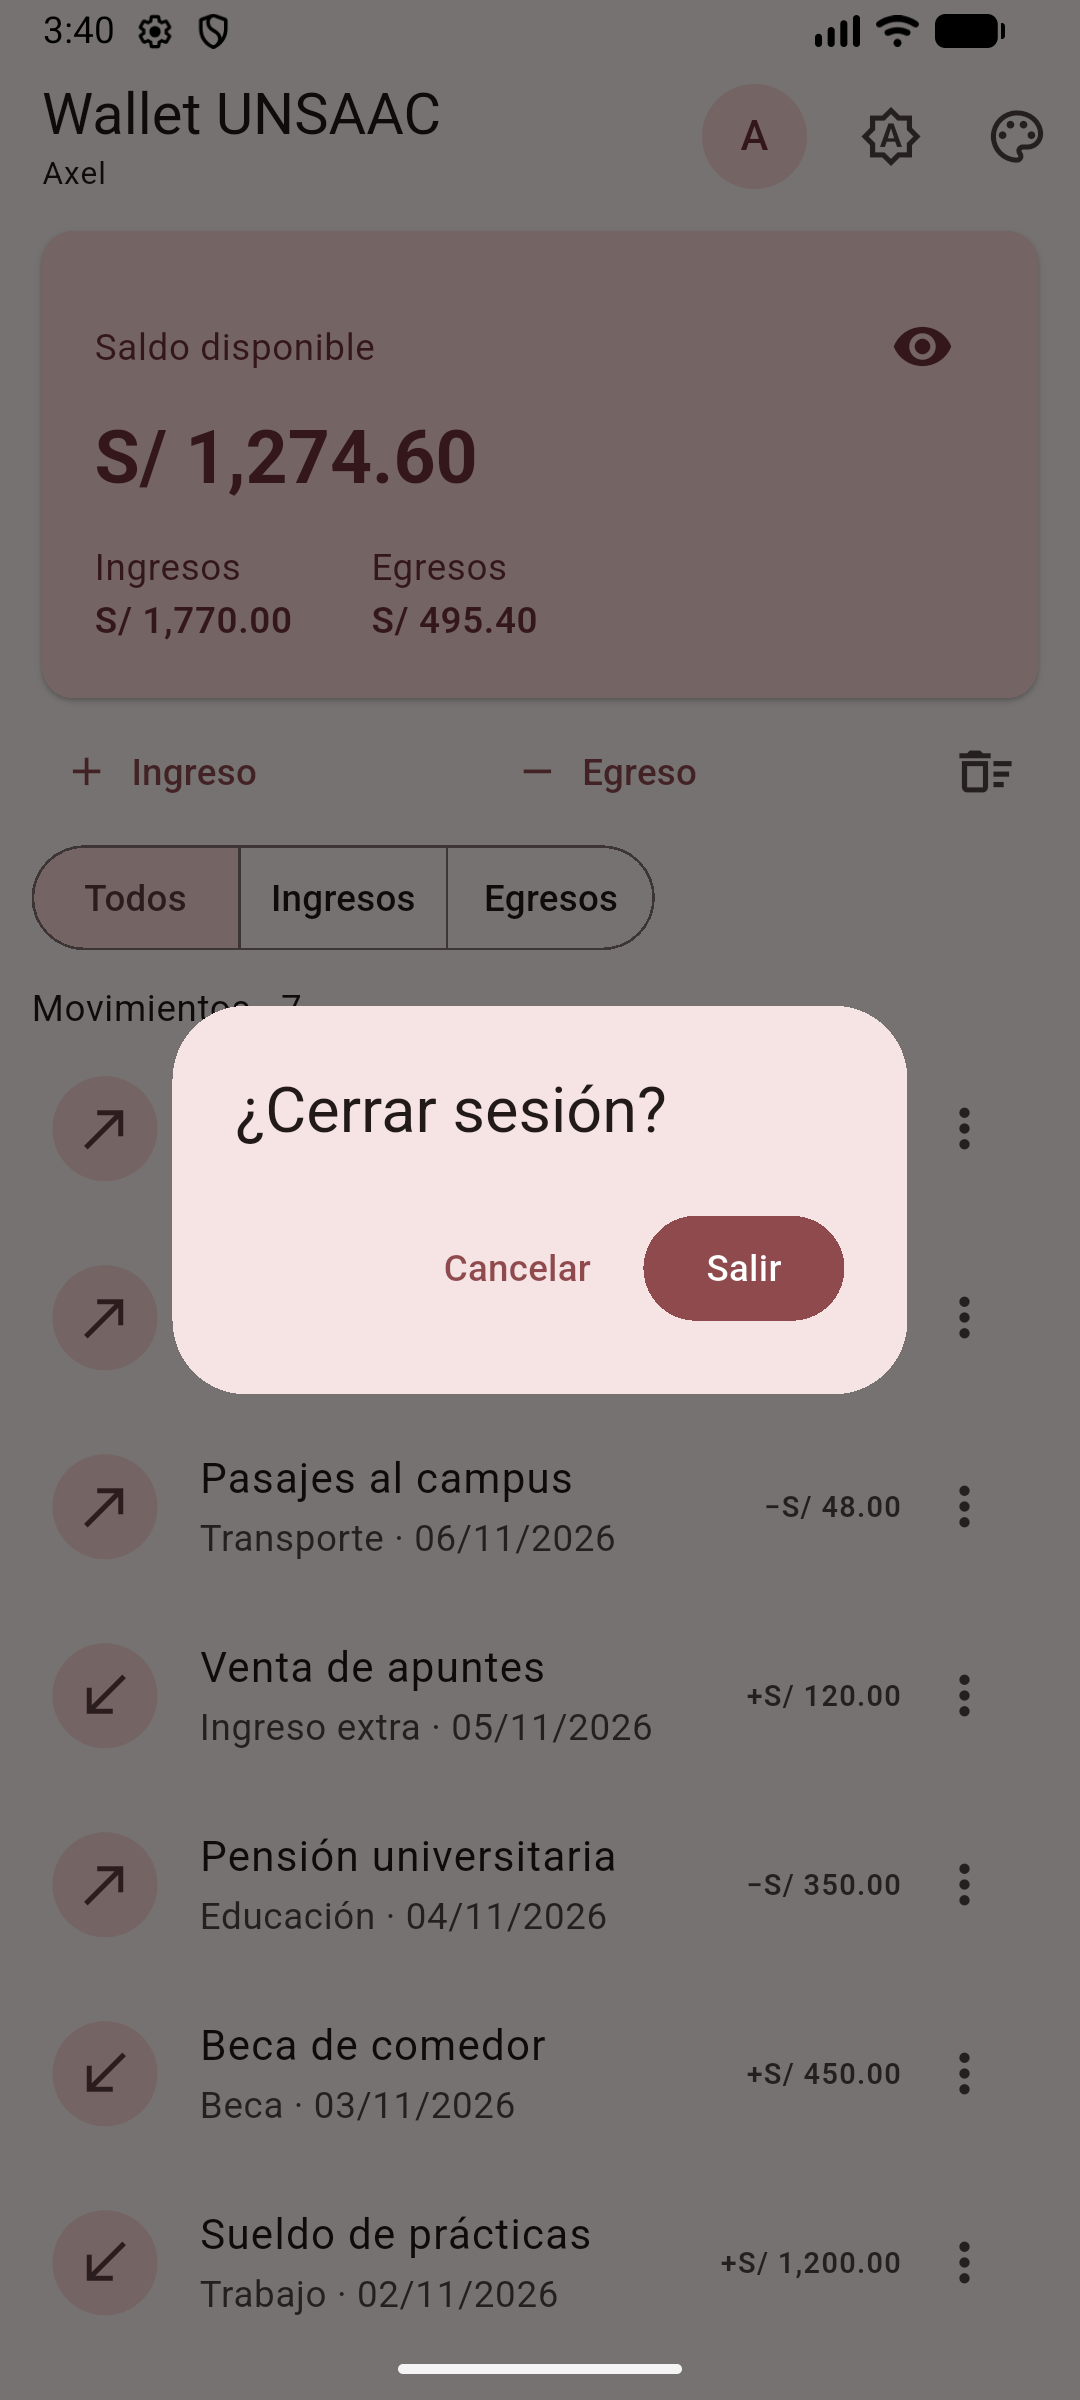 3:40
Wallet UNSAAC
Axel
A
A
Saldo disponible
S/ 1,274.60
Ingresos Egresos
S/ 1,770.00 S/ 495.40
+ Ingreso − Egreso
Todos Ingresos Egresos
Movimientos · 7
¿Cerrar sesión?
Cancelar Salir
Pasajes al campus
−S/ 48.00
Transporte · 06/11/2026
Venta de apuntes
+S/ 120.00
Ingreso extra · 05/11/2026
Pensión universitaria
−S/ 350.00
Educación · 04/11/2026
Beca de comedor
+S/ 450.00
Beca · 03/11/2026
Sueldo de prácticas
+S/ 1,200.00
Trabajo · 02/11/2026